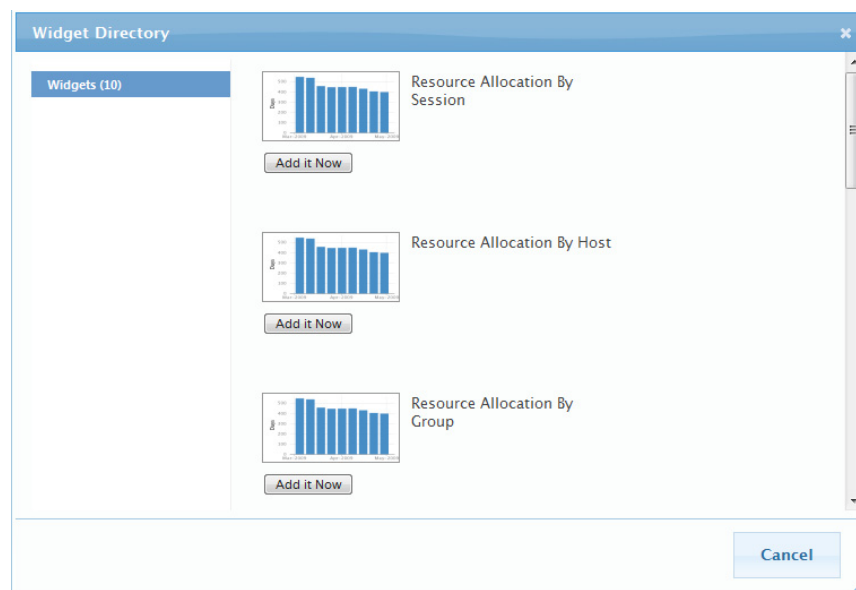 Widget Directory
Widgets (10)
Resource Allocation By
Session
Add it Now
Resource Allocation By Host
Add it Now
Resource Allocation By
Group
Add it Now
Cancel